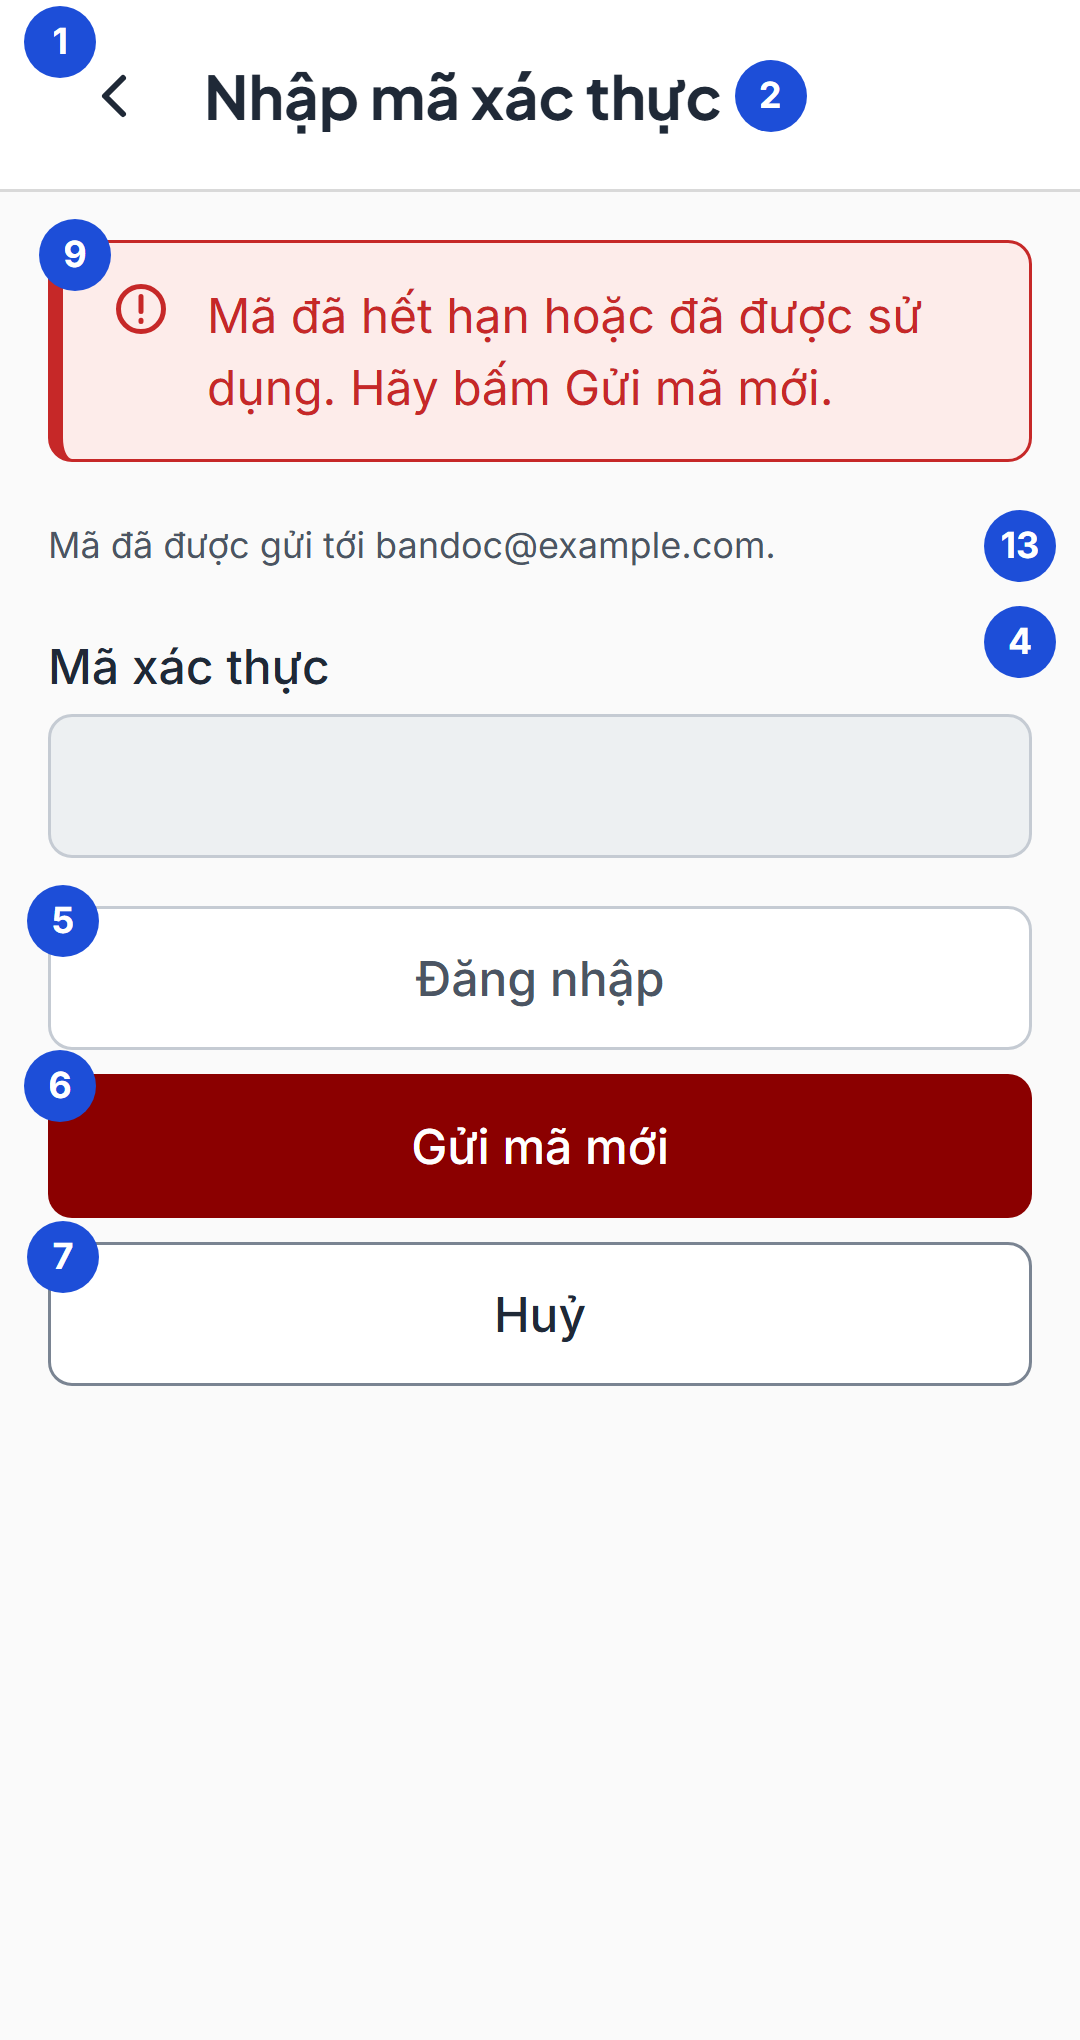 1
Nhập mã xác thực 2
9
Mã đã hết hạn hoặc đã được sử
dụng. Hãy bấm Gửi mã mới.
Mã đã được gửi tới bandoc@example.com. 13
4
Mã xác thực
5
Đăng nhập
6
Gửi mã mới
7
Huỷ